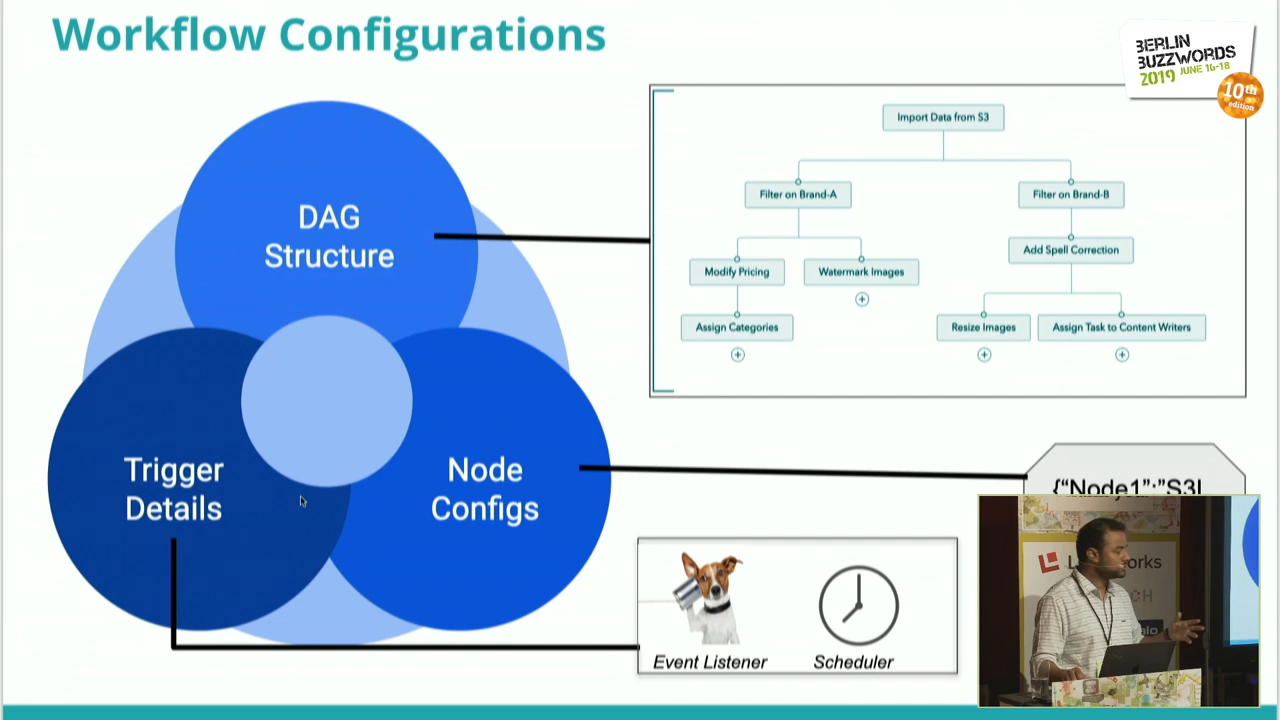 Workflow Configurations
BERLIN
BUZZWORDS
2019 JUNE 16-18
10th
edition
DAG
Structure
Trigger
Details
Node
Configs
Import Data from S3
Filter on Brand-A
Filter on Brand-B
Add Spell Correction
Modify Pricing
Watermark Images
Assign Categories
Resize Images
Assign Task to Content Writers
{“Node1”:”S3I
Event Listener
Scheduler